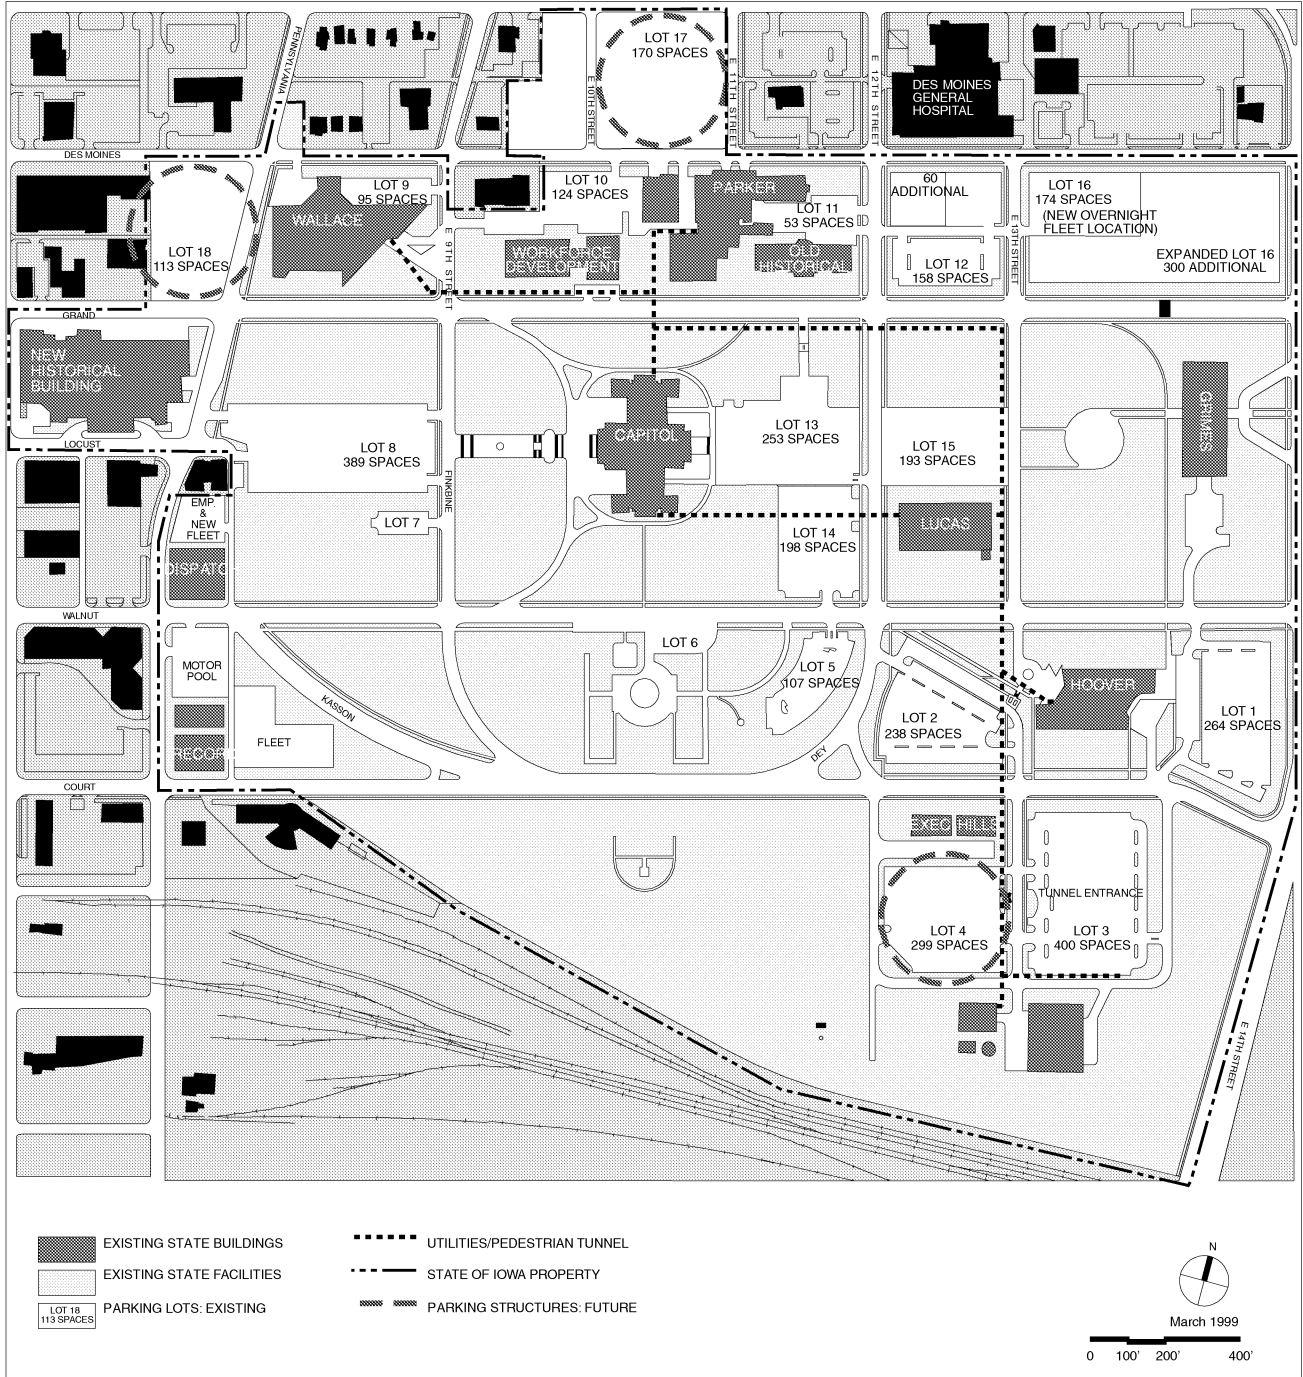 PENNSYLVANIA
LOT 17
170 SPACES
E 10TH STREET
E 11TH STREET
E 12TH STREET
DES MOINES
GENERAL
HOSPITAL
DES MOINES
LOT 9
95 SPACES
WALLACE
LOT 10
124 SPACES
PARKER
LOT 11
53 SPACES
60
ADDITIONAL
LOT 16
174 SPACES
(NEW OVERNIGHT
FLEET LOCATION)
EXPANDED LOT 16
300 ADDITIONAL
LOT 18
113 SPACES
E 9TH STREET
WORKFORCE
DEVELOPMENT
OLD
HISTORICAL
LOT 12
158 SPACES
E 13TH STREET
GRAND
NEW
HISTORICAL
BUILDING
LOCUST
LOT 8
389 SPACES
CAPITOL
LOT 13
253 SPACES
LOT 15
193 SPACES
GRIMES
FINKBINE
EMP.
&
NEW
FLEET
LOT 7
LOT 14
198 SPACES
LUCAS
DISPATCH
WALNUT
MOTOR
POOL
LOT 6
LOT 5
107 SPACES
HOOVER
KASSON
LOT 2
238 SPACES
LOT 1
264 SPACES
RECORD
FLEET
DEY
COURT
EXEC HILLS
TUNNEL ENTRANCE
LOT 4
299 SPACES
LOT 3
400 SPACES
E 14TH STREET
EXISTING STATE BUILDINGS
UTILITIES/PEDESTRIAN TUNNEL
EXISTING STATE FACILITIES
STATE OF IOWA PROPERTY
LOT 18
113 SPACES
PARKING LOTS: EXISTING
PARKING STRUCTURES: FUTURE
N
March 1999
0 100' 200' 400'